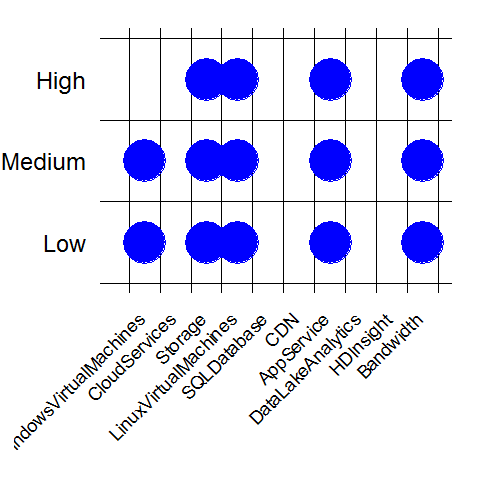 High
Medium
Low
ndowsVirtualMachines
CloudServices
Storage
LinuxVirtualMachines
SQLDatabase
CDN
AppService
DataLakeAnalytics
HDInsight
Bandwidth